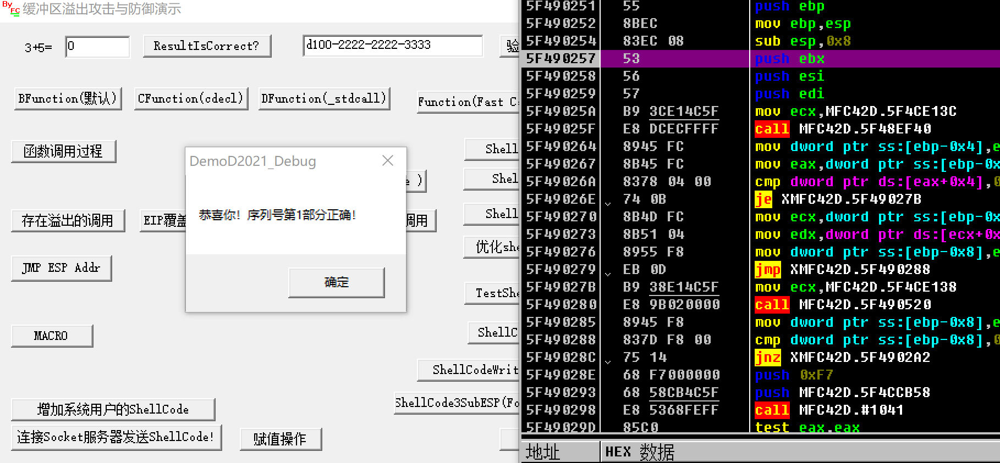 By FC 缓冲区溢出攻击与防御演示
3+5= 0 ResultIsCorrect? d100-2222-2222-3333 验
BFunction(默认) CFunction(cdecl) DFunction(_stdcall) Function(Fast
函数调用过程 Shell
DemoD2021_Debug
e ) Shel
恭喜你！序列号第1部分正确！ Shell
存在溢出的调用 EIP覆盖 调用
优化she
JMP ESP Addr
确定
TestShe
MACRO ShellC
ShellCodeWrit
增加系统用户的ShellCode ShellCode3SubESP(Fo
连接Socket服务器发送ShellCode! 赋值操作
5F490251 55 push ebp
5F490252 8BEC mov ebp,esp
5F490254 83EC 08 sub esp,0x8
5F490257 53 push ebx
5F490258 56 push esi
5F490259 57 push edi
5F49025A B9 3CE14C5F mov ecx,MFC42D.5F4CE13C
5F49025F E8 DCECFFFF call MFC42D.5F48EF40
5F490264 8945 FC mov dword ptr ss:[ebp-0x4],e
5F490267 8B45 FC mov eax,dword ptr ss:[ebp-0x
5F49026A 8378 04 00 cmp dword ptr ds:[eax+0x4],0
5F49026E 74 0B je XMFC42D.5F49027B
5F490270 8B4D FC mov ecx,dword ptr ss:[ebp-0x
5F490273 8B51 04 mov edx,dword ptr ds:[ecx+0x
5F490276 8955 F8 mov dword ptr ss:[ebp-0x8],e
5F490279 EB 0D jmp XMFC42D.5F490288
5F49027B B9 38E14C5F mov ecx,MFC42D.5F4CE138
5F490280 E8 9B020000 call MFC42D.5F490520
5F490285 8945 F8 mov dword ptr ss:[ebp-0x8],e
5F490288 837D F8 00 cmp dword ptr ss:[ebp-0x8],0
5F49028C 75 14 jnz XMFC42D.5F4902A2
5F49028E 68 F7000000 push 0xF7
5F490293 68 58CB4C5F push MFC42D.5F4CCB58
5F490298 E8 5368FEFF call MFC42D.#1041
5F49029D 85C0 test eax,eax
地址 HEX 数据